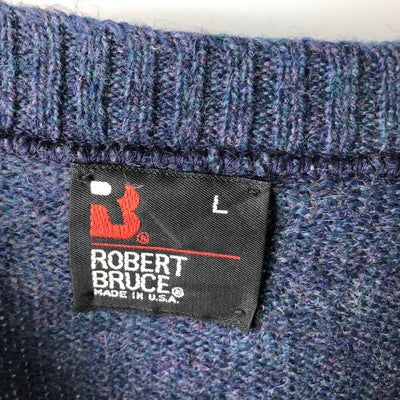 L
B®
ROBERT
BRUCE®
MADE IN U.S.A.